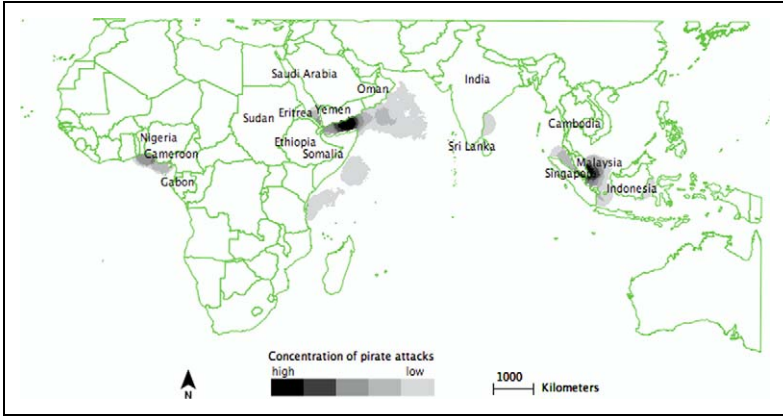 Saudi Arabia
India
Oman
Eritrea
Yemen
Sudan
Cambodia
Nigeria
Ethiopia
Sri Lanka
Cameroon
Somalia
Malaysia
Singapor
Gabon
Indonesia
Concentration of pirate attacks
high low
1000
Kilometers
N